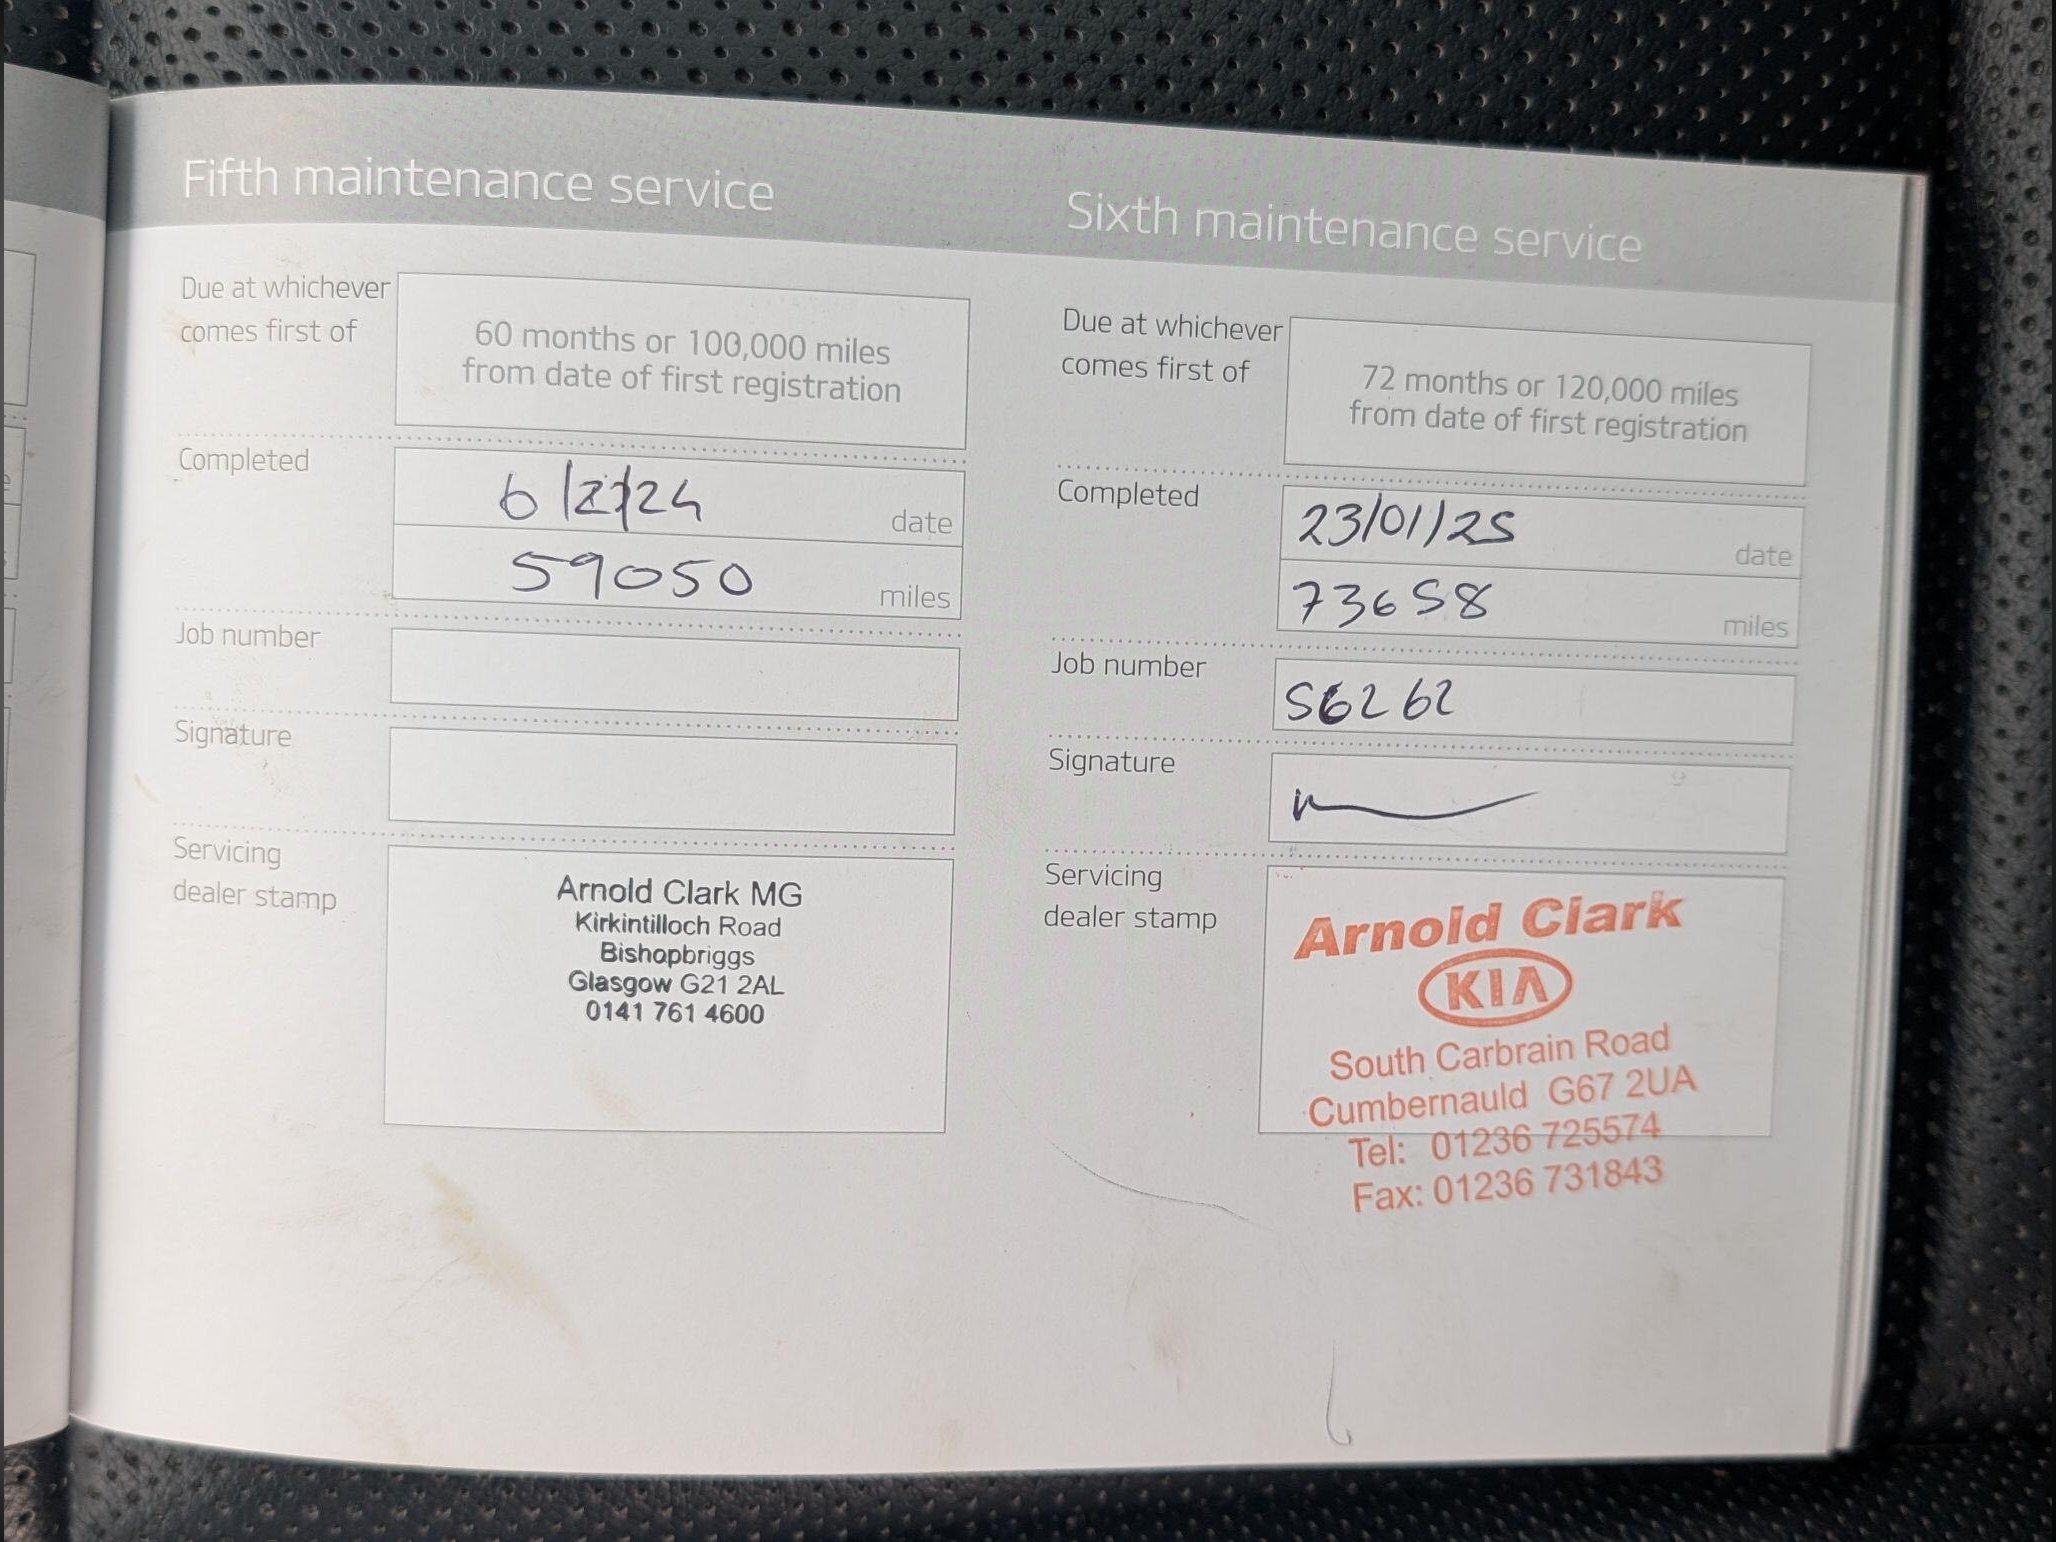 Fifth maintenance service
Due at whichever
comes first of
60 months or 100,000 miles
from date of first registration
Completed
6/2/24
date
59050
miles
Job number
Signature
Servicing
dealer stamp
Arnold Clark MG
Kirkintilloch Road
Bishopbriggs
Glasgow G21 2AL
0141 761 4600
Sixth maintenance service
Due at whichever
comes first of
72 months or 120,000 miles
from date of first registration
Completed
23/01/25
date
73658
miles
Job number
S6262
Signature
Servicing
dealer stamp
Arnold Clark
KIA
South Carbrain Road
Cumbernauld G67 2UA
Tel: 01236 725574
Fax: 01236 731843